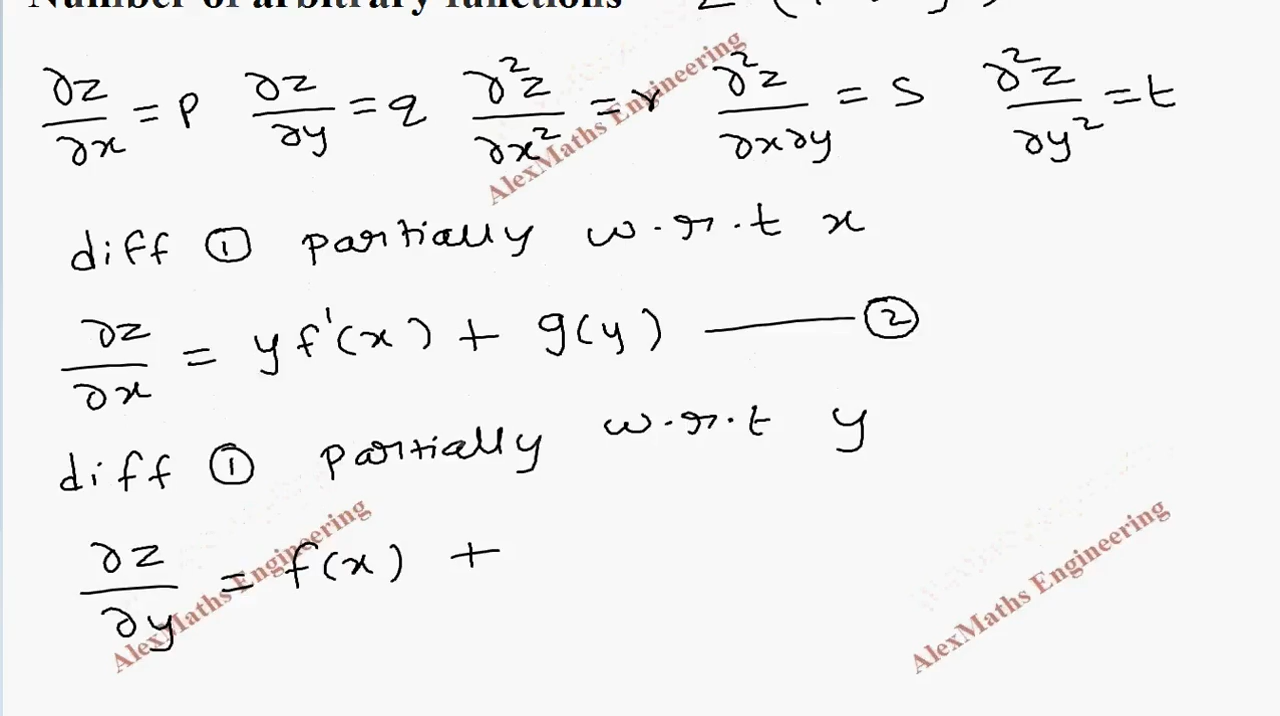 Number of arbitrary functions
∂z/∂x = p ∂z/∂y = q ∂²z/∂x² = r ∂²z/∂x∂y = s ∂²z/∂y² = t
AlexMaths Engineering
diff ① partially w.r.t x
∂z/∂x = y f'(x) + g(y) —— ②
diff ① partially w.r.t y
∂z/∂y = f(x) +
AlexMaths Engineering
AlexMaths Engineering